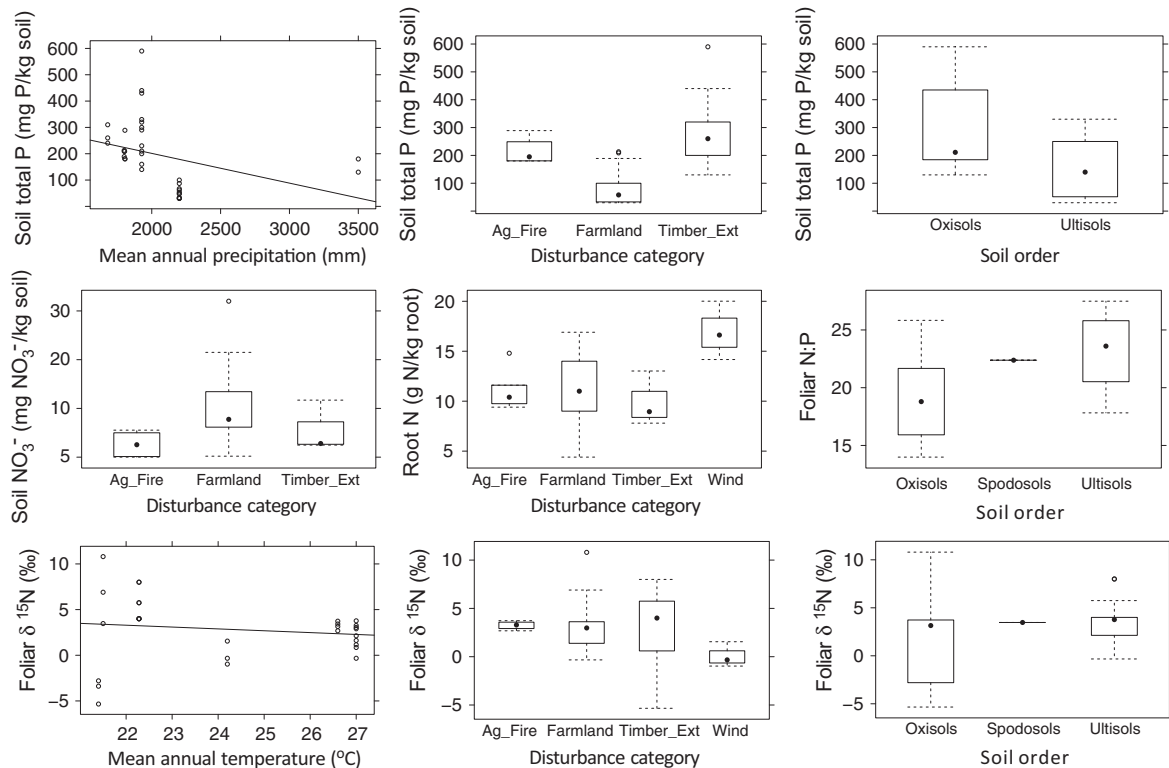 Soil total P (mg P/kg soil)
600
500
400
300
200
100
2000
2500
3000
3500
Mean annual precipitation (mm)
Soil total P (mg P/kg soil)
600
500
400
300
200
100
Ag_Fire
Farmland
Timber_Ext
Disturbance category
Soil total P (mg P/kg soil)
600
500
400
300
200
100
Oxisols
Ultisols
Soil order
Soil NO3- (mg NO3-/kg soil)
30
20
10
5
Ag_Fire
Farmland
Timber_Ext
Disturbance category
Root N (g N/kg root)
20
15
10
5
Ag_Fire
Farmland
Timber_Ext
Wind
Disturbance category
Foliar N:P
25
20
15
Oxisols
Spodosols
Ultisols
Soil order
Foliar δ 15N (‰)
10
5
0
−5
22
23
24
25
26
27
Mean annual temperature (oC)
Foliar δ 15N (‰)
10
5
0
−5
Ag_Fire
Farmland
Timber_Ext
Wind
Disturbance category
Foliar δ 15N (‰)
10
5
0
−5
Oxisols
Spodosols
Ultisols
Soil order